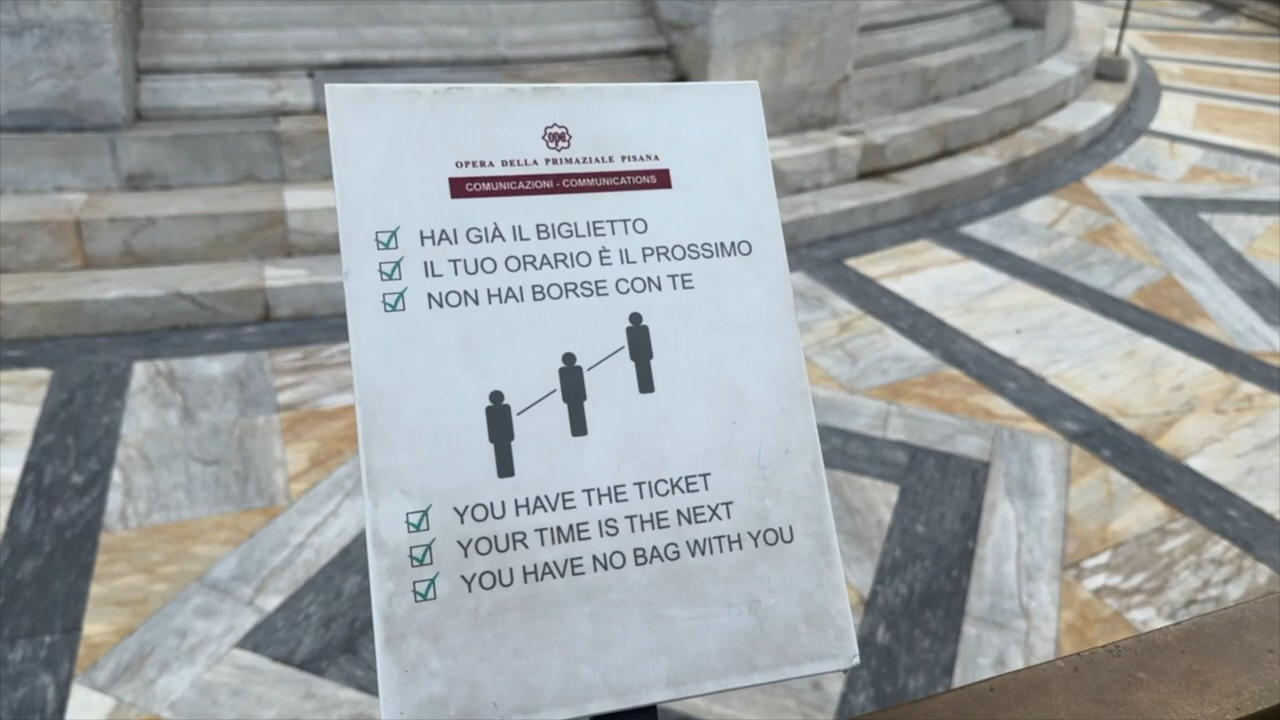 OPERA DELLA PRIMAZIALE PISANA
COMUNICAZIONI - COMMUNICATIONS
HAI GIÀ IL BIGLIETTO
IL TUO ORARIO È IL PROSSIMO
NON HAI BORSE CON TE
YOU HAVE THE TICKET
YOUR TIME IS THE NEXT
YOU HAVE NO BAG WITH YOU